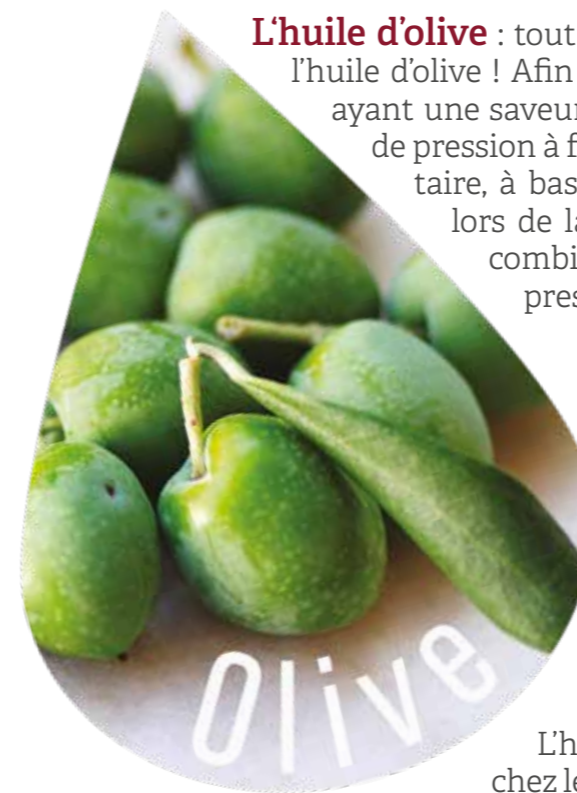 L'huile d'olive : tout
l'huile d'olive ! Afin
ayant une saveur
de pression à f
taire, à bas
lors de la
combi
pres
Olive
L'h
chez le